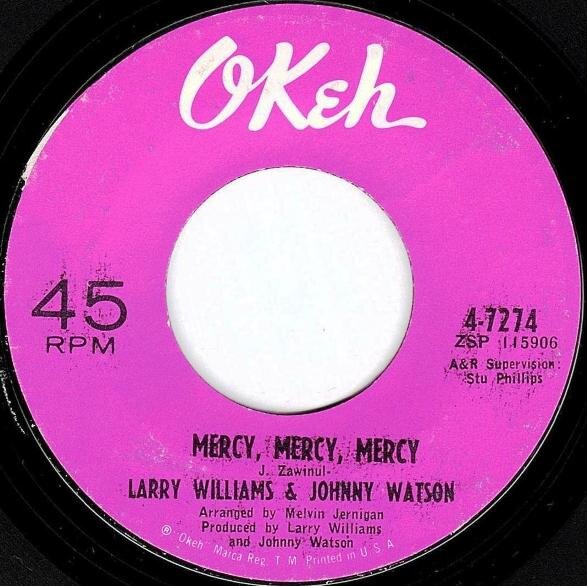 OKeh
45
RPM
4-7274
ZSP 115906
A&R Supervision:
Stu Phillips
MERCY, MERCY, MERCY
J. Zawinul-
LARRY WILLIAMS & JOHNNY WATSON
Arranged by Melvin Jernigan
Produced by Larry Williams
and Johnny Watson
® "Okeh" Marca Reg. T M Printed in U S A